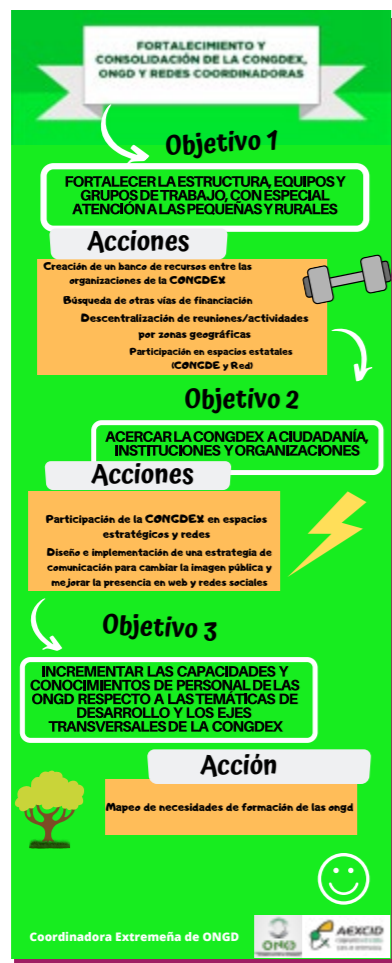 FORTALECIMIENTO Y
CONSOLIDACIÓN DE LA CONGDEX,
ONGD Y REDES COORDINADORAS
Objetivo 1
FORTALECER LA ESTRUCTURA, EQUIPOS Y
GRUPOS DE TRABAJO, CON ESPECIAL
ATENCIÓN A LAS PEQUEÑAS Y RURALES
Acciones
Creación de un banco de recursos entre las
organizaciones de la CONGDEX
Búsqueda de otras vías de financiación
Descentralización de reuniones/actividades
por zonas geográficas
Participación en espacios estatales
(CONGDE y Red)
Objetivo 2
ACERCAR LA CONGDEX A CIUDADANÍA,
INSTITUCIONES Y ORGANIZACIONES
Acciones
Participación de la CONGDEX en espacios
estratégicos y redes
Diseño e implementación de una estrategia de
comunicación para cambiar la imagen pública y
mejorar la presencia en web y redes sociales
Objetivo 3
INCREMENTAR LAS CAPACIDADES Y
CONOCIMIENTOS DE PERSONAL DE LAS
ONGD RESPECTO A LAS TEMÁTICAS DE
DESARROLLO Y LOS EJES
TRANSVERSALES DE LA CONGDEX
Acción
Mapeo de necesidades de formación de las ongd
Coordinadora Extremeña de ONGD
ONGD
AEXCID